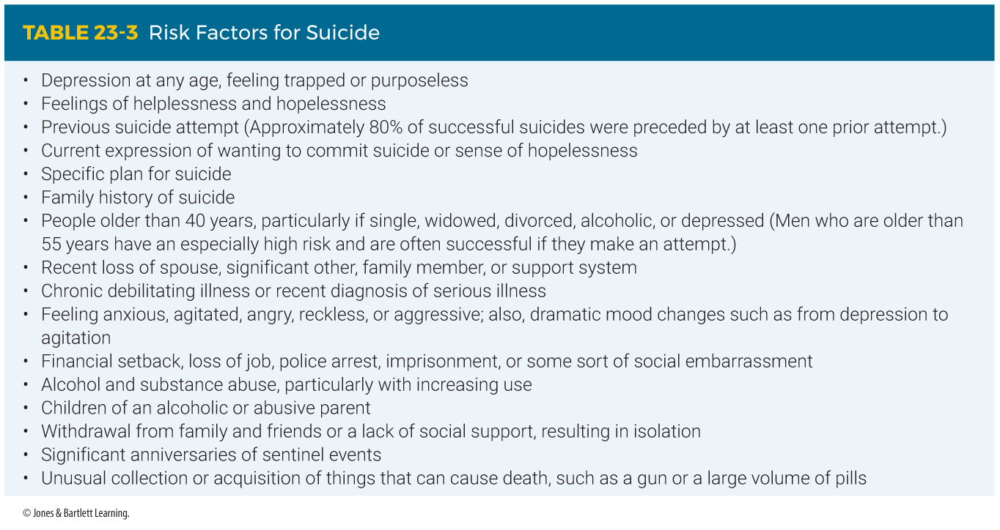 TABLE 23-3 Risk Factors for Suicide
• Depression at any age, feeling trapped or purposeless
• Feelings of helplessness and hopelessness
• Previous suicide attempt (Approximately 80% of successful suicides were preceded by at least one prior attempt.)
• Current expression of wanting to commit suicide or sense of hopelessness
• Specific plan for suicide
• Family history of suicide
• People older than 40 years, particularly if single, widowed, divorced, alcoholic, or depressed (Men who are older than
55 years have an especially high risk and are often successful if they make an attempt.)
• Recent loss of spouse, significant other, family member, or support system
• Chronic debilitating illness or recent diagnosis of serious illness
• Feeling anxious, agitated, angry, reckless, or aggressive; also, dramatic mood changes such as from depression to
agitation
• Financial setback, loss of job, police arrest, imprisonment, or some sort of social embarrassment
• Alcohol and substance abuse, particularly with increasing use
• Children of an alcoholic or abusive parent
• Withdrawal from family and friends or a lack of social support, resulting in isolation
• Significant anniversaries of sentinel events
• Unusual collection or acquisition of things that can cause death, such as a gun or a large volume of pills
© Jones & Bartlett Learning.